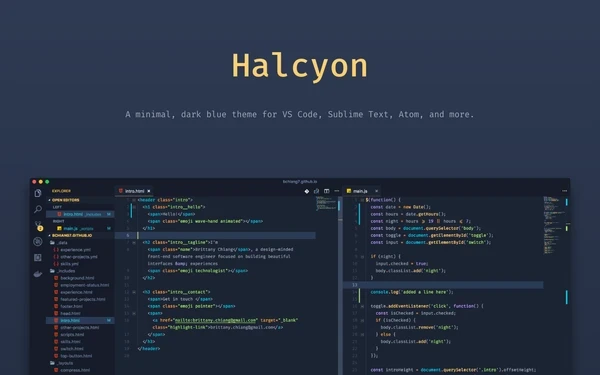 Halcyon
A minimal, dark blue theme for VS Code, Sublime Text, Atom, and more.
bchiang7.github.io
EXPLORER
OPEN EDITORS
LEFT
intro.html _includes
RIGHT
main.js
BCHIANG7.GITHUB.IO
_data
experience.yml
other-projects.yml
skills.yml
_includes
background.html
employment-status.html
experience.html
featured-projects.html
footer.html
head.html
intro.html
other-projects.html
scripts.html
skills.html
switch.html
top-button.html
_layouts
compress.html
intro.html
<header class="intro">
<h1 class="intro__hello">
<span>Hello!</span>
<span class="emoji wave-hand animated"></span>
</h1>
<h2 class="intro__tagline">I'm
<span class="name">Brittany Chiang</span>, a design-minded
front-end software engineer focused on building beautiful
interfaces &amp; experiences
<span class="emoji technologist"></span>
</h2>
<h3 class="intro__contact">
<span>Get in touch </span>
<span class="emoji pointer"></span>
<span>
<a href="mailto:brittany.chiang@gmail.com" target="_blank"
class="highlight-link">brittany.chiang@gmail.com</a>
</span>
</h3>
</header>
main.js
$(function() {
const date = new Date();
const hours = date.getHours();
const night = hours ≥ 19 || hours ≤ 7;
const body = document.querySelector('body');
const toggle = document.getElementById('toggle');
const input = document.getElementById('switch');
if (night) {
input.checked = true;
body.classList.add('night');
}
console.log('added a line here');
toggle.addEventListener('click', function() {
const isChecked = input.checked;
if (isChecked) {
body.classList.remove('night');
} else {
body.classList.add('night');
}
});
const introHeight = document.querySelector('.intro').offsetHeight;